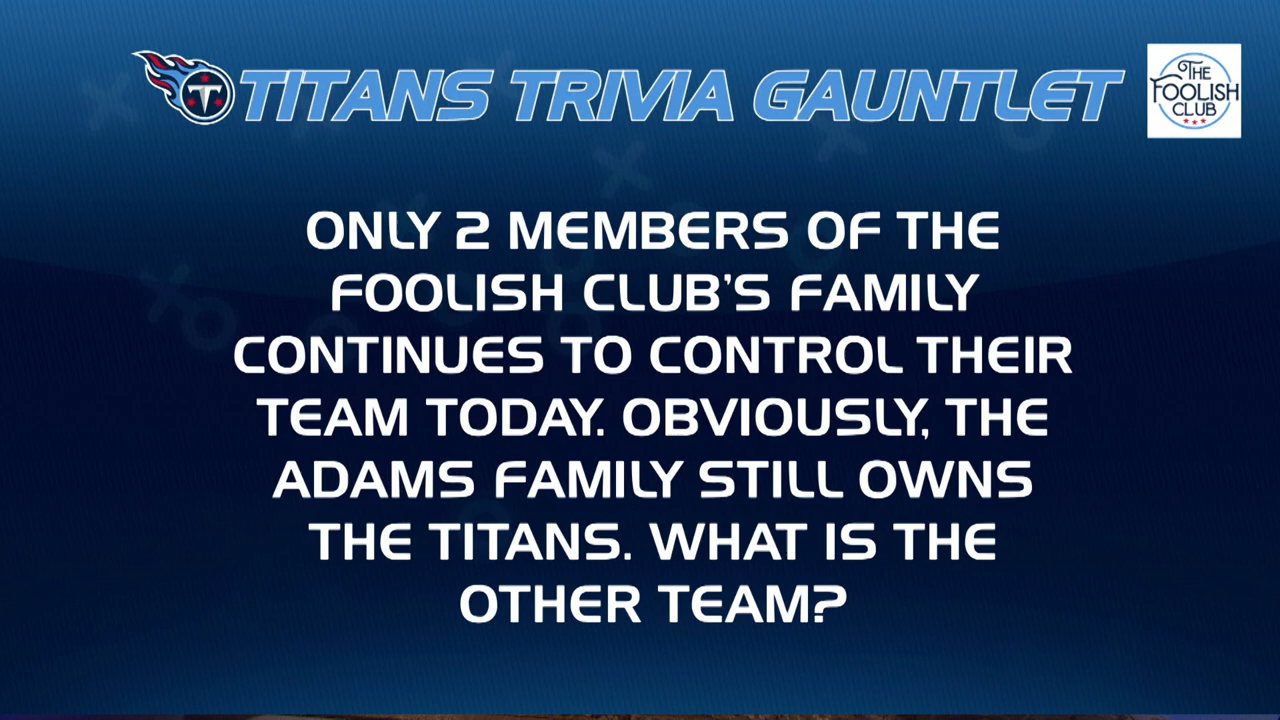 TITANS TRIVIA GAUNTLET
THE
FOOLISH
CLUB
ONLY 2 MEMBERS OF THE
FOOLISH CLUB'S FAMILY
CONTINUES TO CONTROL THEIR
TEAM TODAY. OBVIOUSLY, THE
ADAMS FAMILY STILL OWNS
THE TITANS. WHAT IS THE
OTHER TEAM?